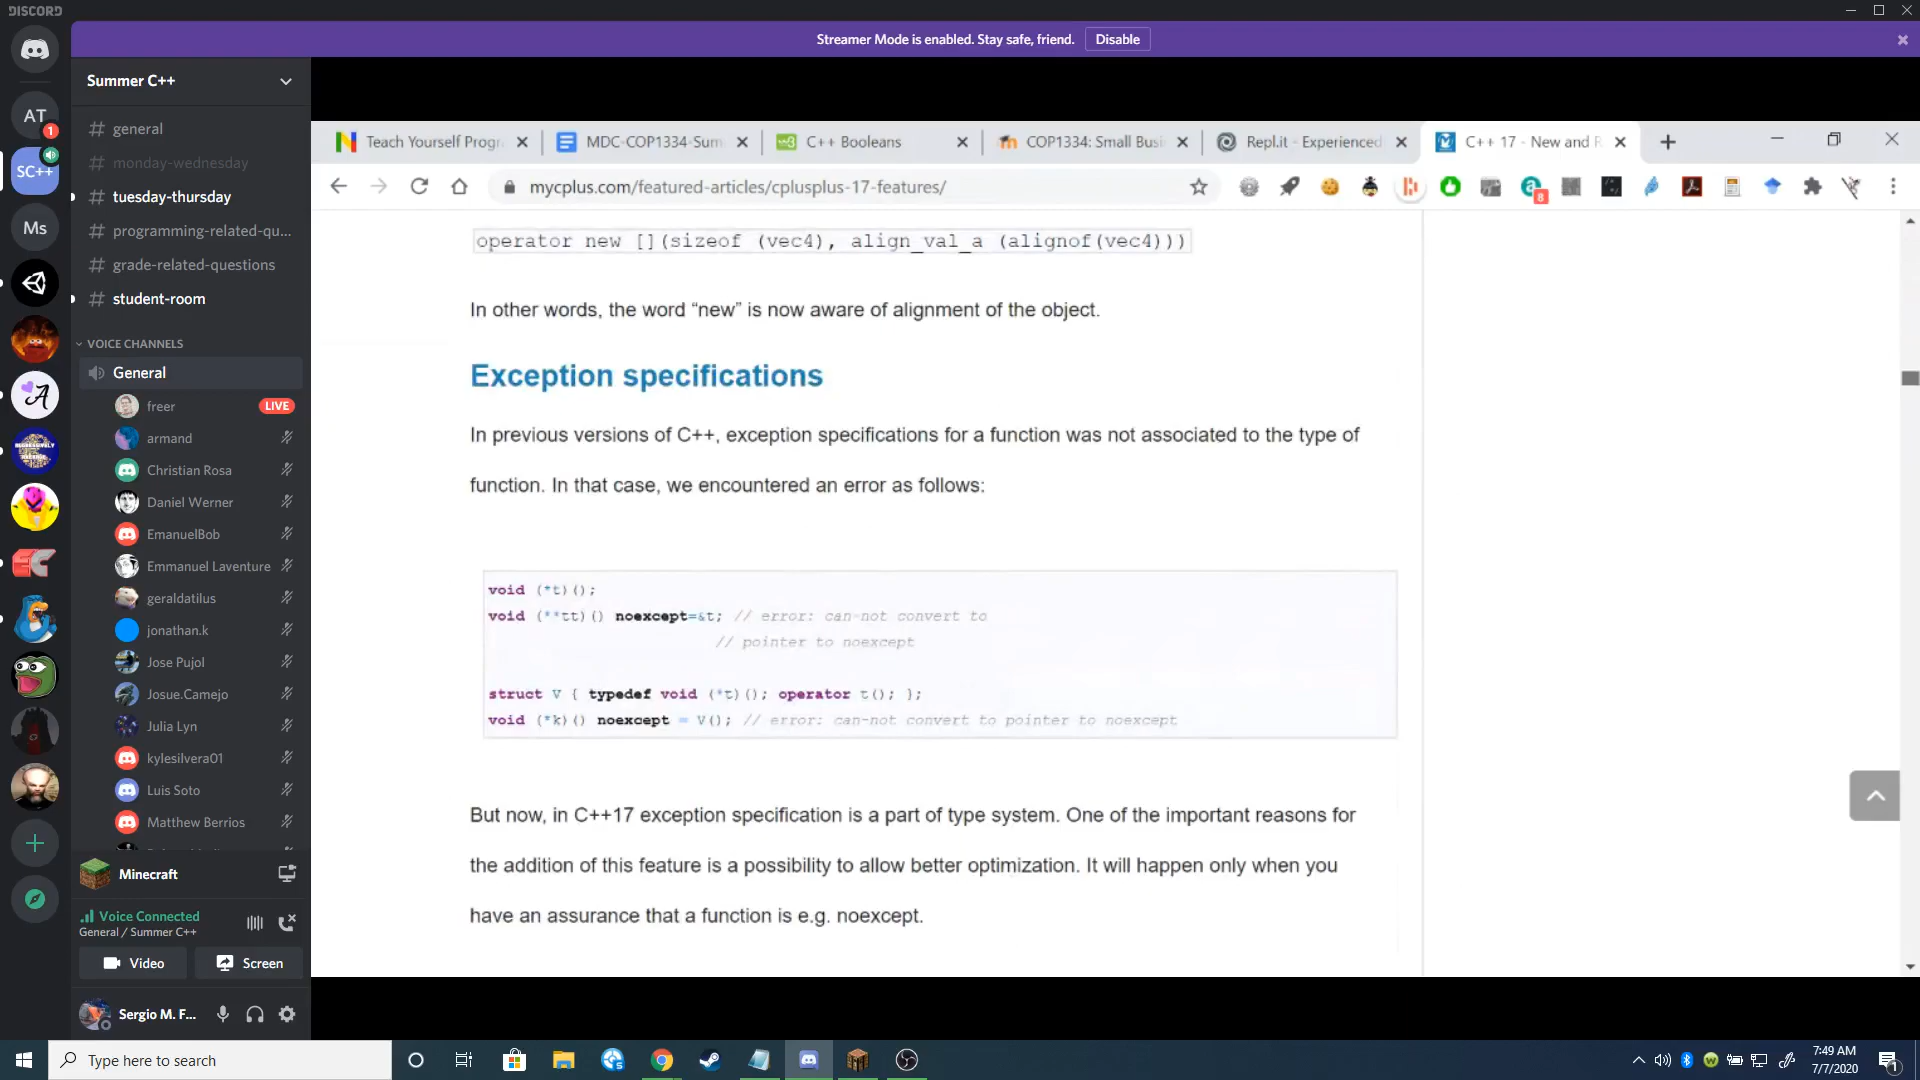 DISCORD
Streamer Mode is enabled. Stay safe, friend.
Disable
AT
1
SC++
Ms
Summer C++
general
monday-wednesday
tuesday-thursday
programming-related-qu...
grade-related-questions
student-room
VOICE CHANNELS
General
freer
LIVE
armand
Christian Rosa
Daniel Werner
EmanuelBob
Emmanuel Laventure
geraldatilus
jonathan.k
Jose Pujol
Josue.Camejo
Julia Lyn
kylesilvera01
Luis Soto
Matthew Berrios
Minecraft
Voice Connected
General / Summer C++
Video
Screen
Sergio M. F...
Teach Yourself Progr
MDC-COP1334-Sum
C++ Booleans
COP1334: Small Busi
Repl.it - Experienced
C++ 17 - New and R
mycplus.com/featured-articles/cplusplus-17-features/
8
operator new [](sizeof (vec4), align_val_a (alignof(vec4)))
In other words, the word “new” is now aware of alignment of the object.
Exception specifications
In previous versions of C++, exception specifications for a function was not associated to the type of
function. In that case, we encountered an error as follows:
void (*t)();
void (**tt)() noexcept=&t; // error: can-not convert to
// pointer to noexcept
struct V { typedef void (*t)(); operator t(); };
void (*k)() noexcept = V(); // error: can-not convert to pointer to noexcept
But now, in C++17 exception specification is a part of type system. One of the important reasons for
the addition of this feature is a possibility to allow better optimization. It will happen only when you
have an assurance that a function is e.g. noexcept.
Type here to search
7:49 AM
7/7/2020
1